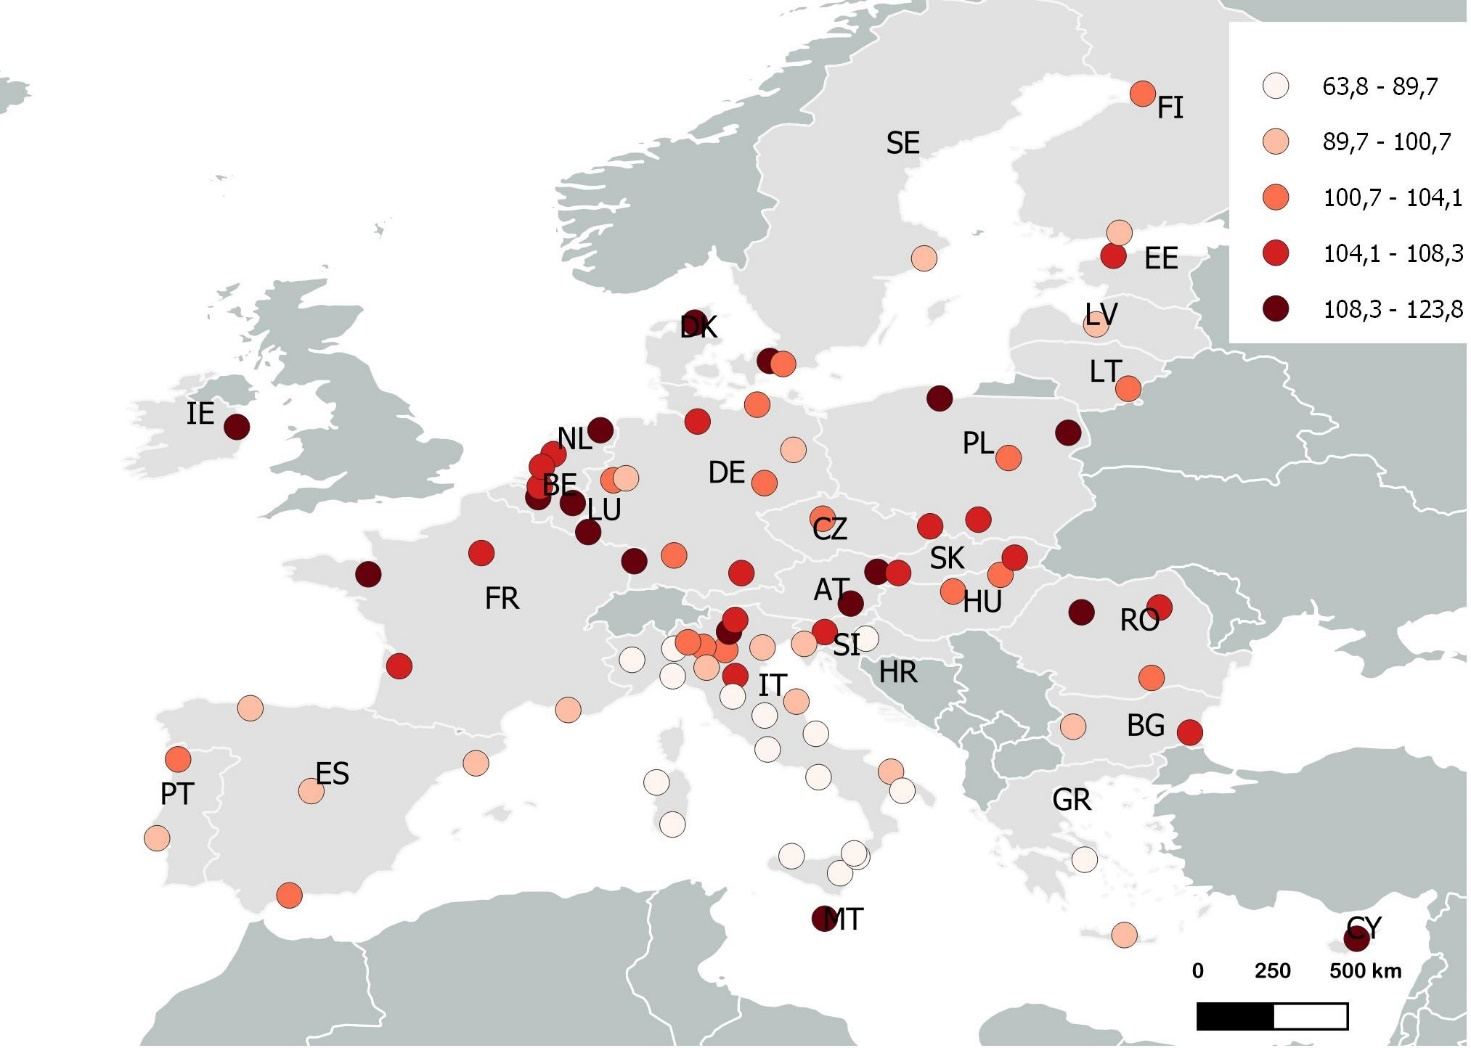 63,8 - 89,7
FI
SE
89,7 - 100,7
100,7 - 104,1
EE
104,1 - 108,3
LV
108,3 - 123,8
DK
LT
IE
NL
PL
DE
BE
LU
CZ
SK
AT
HU
FR
RO
SI
HR
IT
BG
ES
PT
GR
MT
CY
0 250 500 km